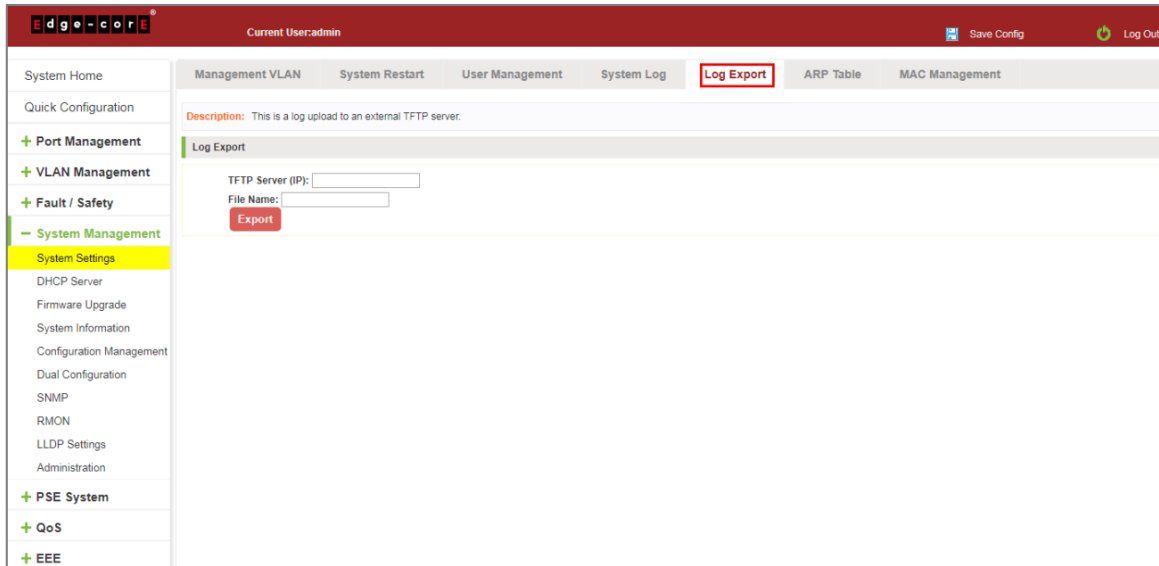 Edge-corE®
Current User:admin
Save Config
Log Out
System Home
Quick Configuration
+ Port Management
+ VLAN Management
+ Fault / Safety
− System Management
System Settings
DHCP Server
Firmware Upgrade
System Information
Configuration Management
Dual Configuration
SNMP
RMON
LLDP Settings
Administration
+ PSE System
+ QoS
+ EEE
Management VLAN System Restart User Management System Log Log Export ARP Table MAC Management
Description: This is a log upload to an external TFTP server.
Log Export
TFTP Server (IP):
File Name:
Export